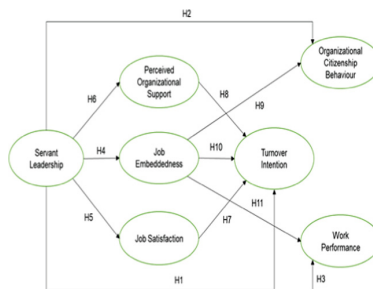 H2
Organizational
Citizenship
Behaviour
Perceived
Organizational
Support
H6
H8
H9
Servant
Leadership
H4
Job
Embeddedness
H10
Turnover
Intention
H5
H7
H11
Job Satisfaction
Work
Performance
H1
H3